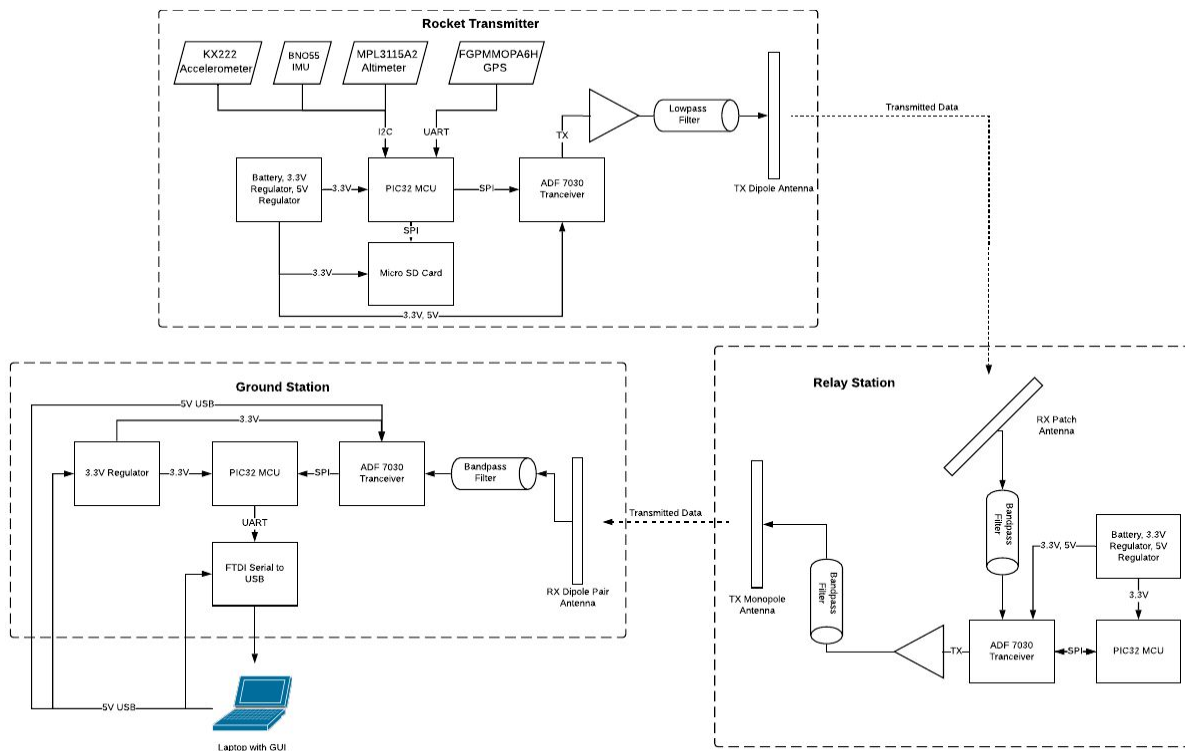 Rocket Transmitter
KX222
Accelerometer
BNO55
IMU
MPL3115A2
Altimeter
FGPMMOPA6H
GPS
I2C
UART
TX
Lowpass
Filter
Transmitted Data
Battery, 3.3V
Regulator, 5V
Regulator
3.3V
PIC32 MCU
SPI
ADF 7030
Tranceiver
TX Dipole Antenna
SPI
3.3V
Micro SD Card
3.3V, 5V
Ground Station
5V USB
3.3V
3.3V Regulator
3.3V
PIC32 MCU
SPI
ADF 7030
Tranceiver
Bandpass
Filter
UART
FTDI Serial to
USB
RX Dipole Pair
Antenna
Transmitted Data
5V USB
Laptop with GUI
Relay Station
RX Patch
Antenna
Bandpass
Filter
3.3V, 5V
Battery, 3.3V
Regulator, 5V
Regulator
3,3V
TX Monopole
Antenna
Bandpass
Filter
TX
ADF 7030
Tranceiver
SPI
PIC32 MCU